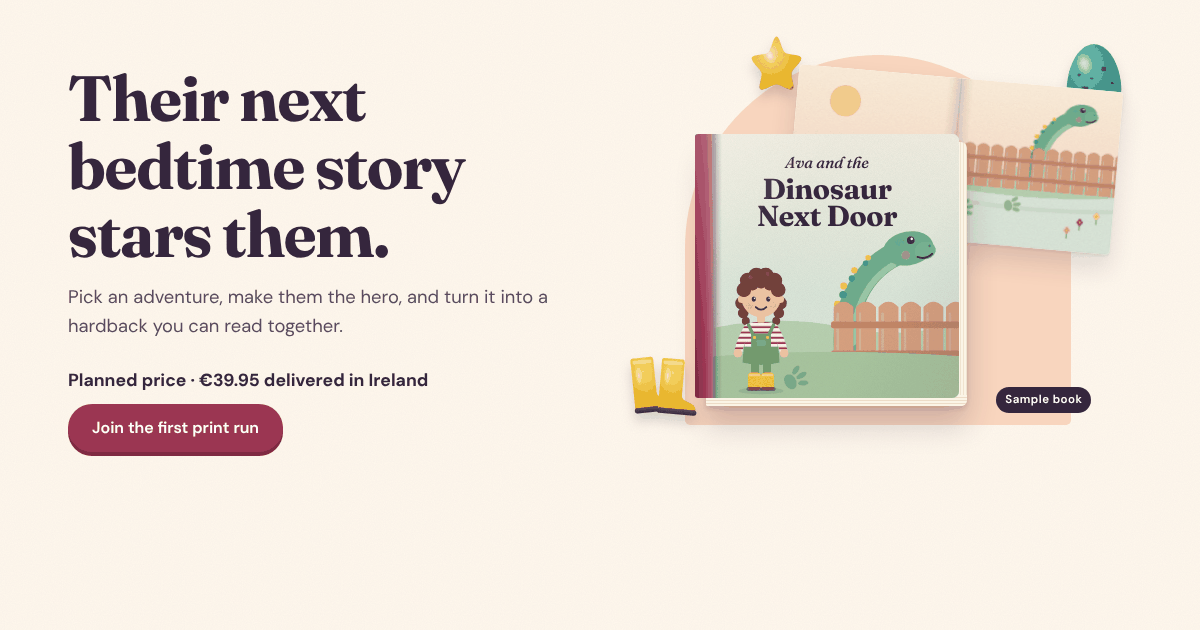 Their next
bedtime story
stars them.
Pick an adventure, make them the hero, and turn it into a
hardback you can read together.
Planned price · €39.95 delivered in Ireland
Join the first print run
Ava and the
Dinosaur
Next Door
Sample book